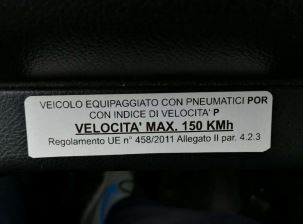 VEICOLO EQUIPAGGIATO CON PNEUMATICI POR
CON INDICE DI VELOCITA' P
VELOCITA' MAX. 150 KMh
Regolamento UE n° 458/2011 Allegato II par. 4.2.3